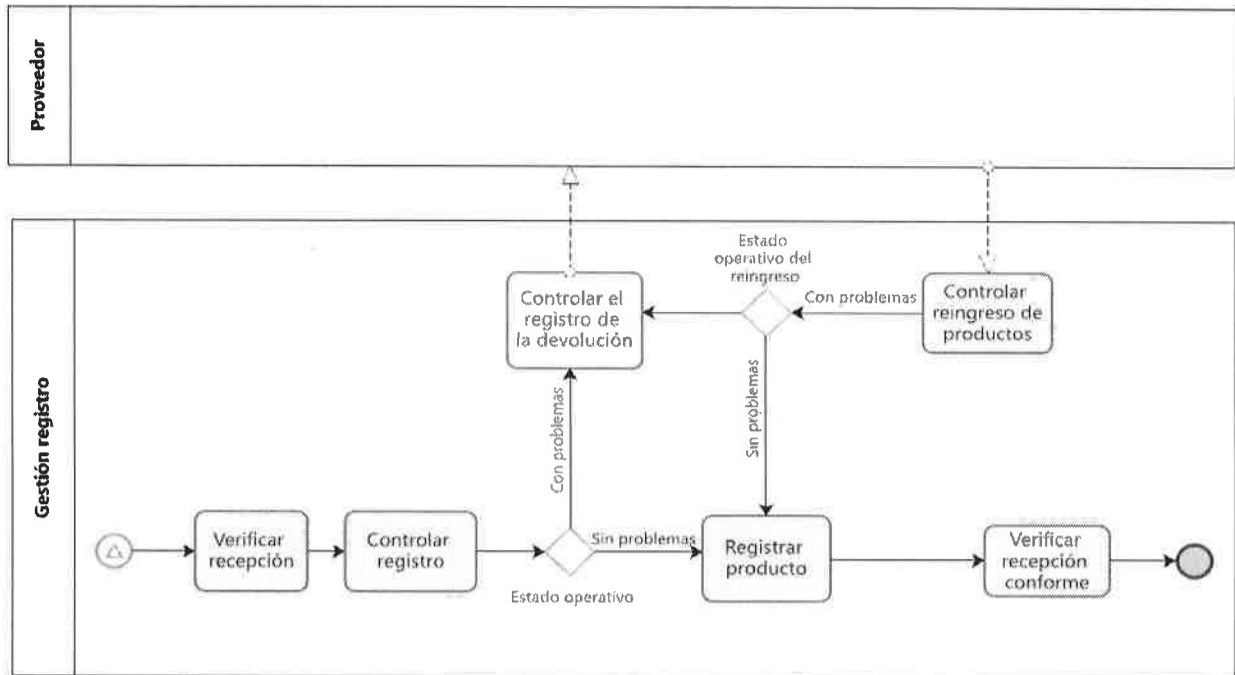 Proveedor
Gestión registro
Estado
operativo del
reingreso
Controlar el
registro de
la devolución
Con problemas
Controlar
reingreso de
productos
Con problemas
Sin problemas
Verificar
recepción
Controlar
registro
Sin problemas
Estado operativo
Registrar
producto
Verificar
recepción
conforme